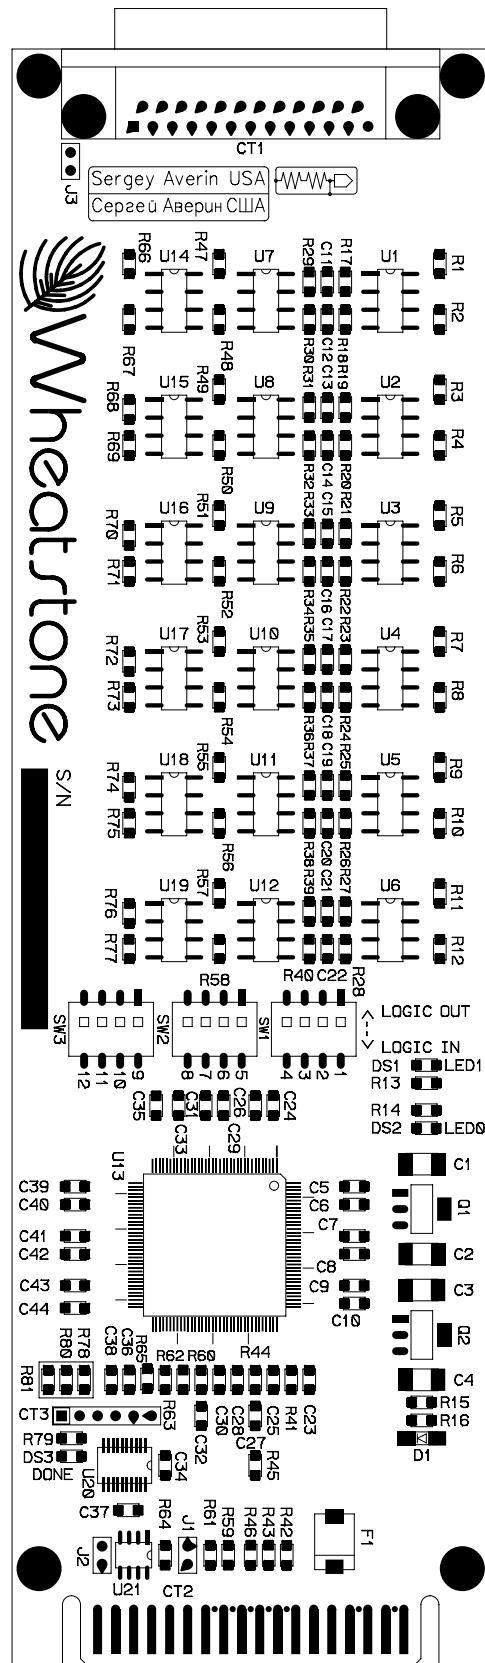 CT1
J3
Sergey Averin USA
Сергей Аверин США
R66 U14 R47 U7 R29 C11 R17 U1 R1
R2
R67 R48 R30 C12 R18
Wheatstone
U15 R49 U8 R31 C13 R19 U2 R3
R68
R69 R4
R50 R32 C14 R20
R70 U16 R51 U9 R33 C15 R21 U3 R5
R71 R6
R52 R34 C16 R22
R72 U17 R53 U10 R35 C17 R23 U4 R7
R73 R8
R54 R36 C18 R24
S/N
R74 U18 R55 U11 R37 C19 R25 U5 R9
R75 R10
R56 R38 C20 R26
R76 U19 R57 U12 R39 C21 R27 U6 R11
R77 R12
R58 R40 C22 R28
SW3 SW2 SW1
LOGIC OUT
LOGIC IN
12 11 10 9 8 7 6 5 4 3 2 1
DS1 LED1
R13
R14
DS2 LED0
C35 C33 C31 C29 C26 C24
U13
C39 C5 C1
C40 C6
C41 C7 Q1
C42 C8 C2
C43 C9 C3
C44 C10
Q2
R81 R80 R78 C38 C36 R65 R62 R60 R44 C4
CT3 R63 C32 C30 C28 C27 C25 R41 C23 R15
R16
R79 D1
DS3
DONE
U20 C34 R45
C37
J2 U21 R64 J1 R61 R59 R46 R43 R42 F1
CT2